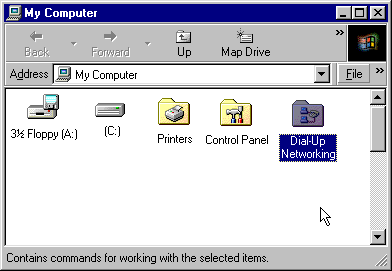 My Computer
Back
Forward
Up
Map Drive
»
Address
My Computer
File
»
3½ Floppy (A:)
(C:)
Printers
Control Panel
Dial-Up
Networking
Contains commands for working with the selected items.